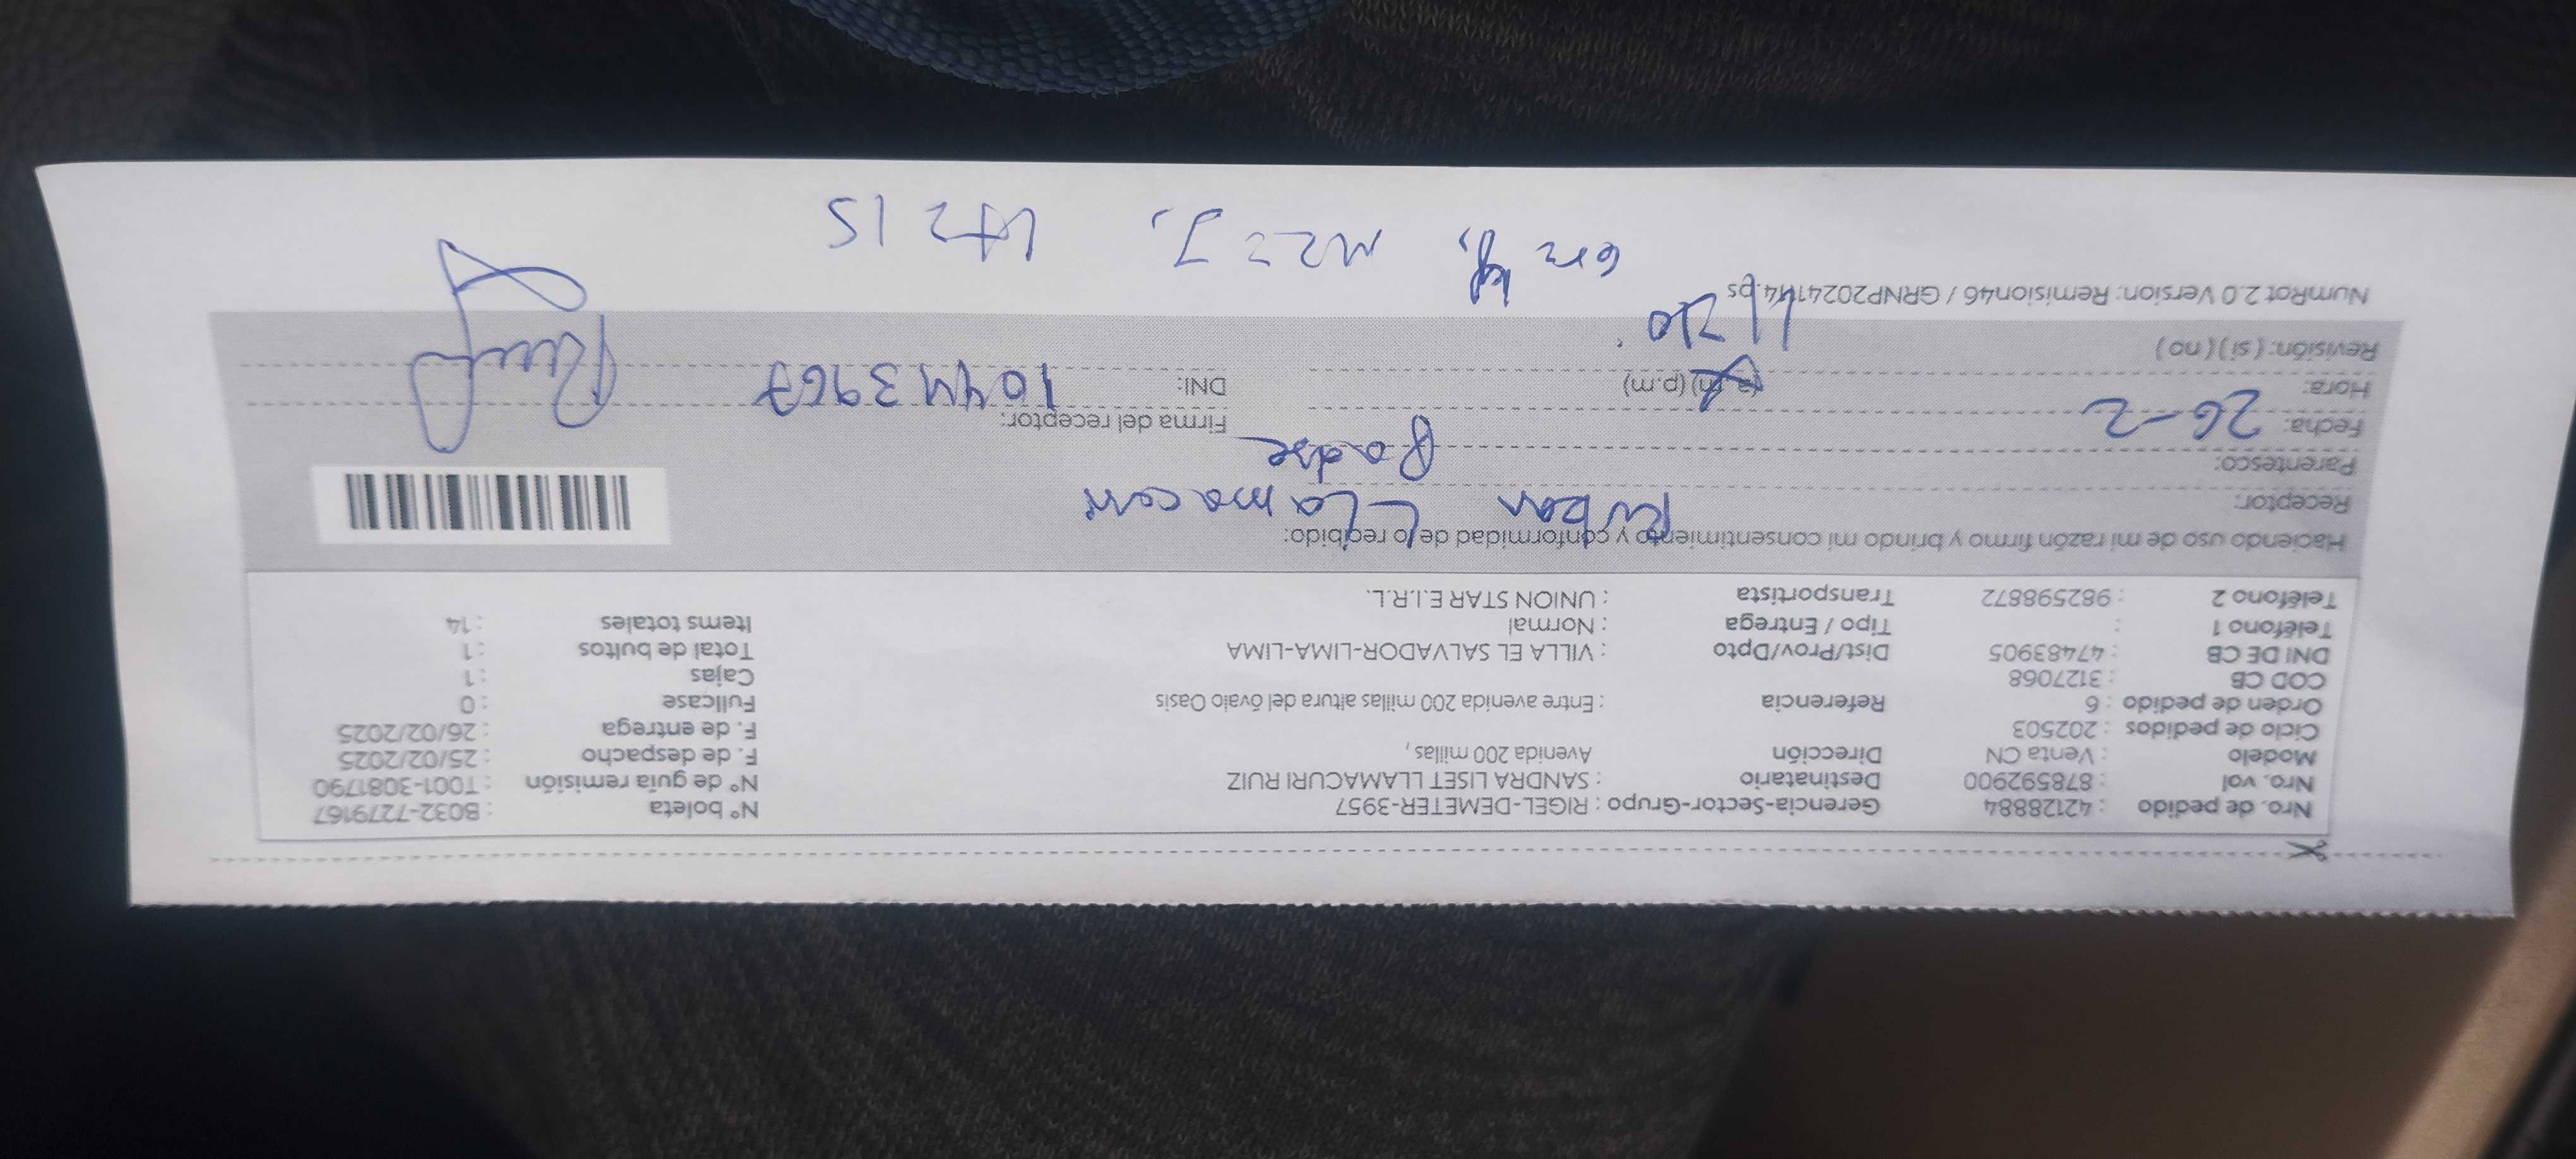 Nro. de pedido : 42128884 Gerencia-Sector-Grupo : RIGEL-DEMETER-3957 N° boleta : B032-7279167
Nro. vol : 878592900 Destinatario : SANDRA LISET LLAMACURI RUIZ N° de guía remisión : T001-3081790
Modelo : Venta CN Dirección Avenida 200 millas , F. de despacho : 25/02/2025
Ciclo de pedidos : 202503 F. de entrega : 26/02/2025
Orden de pedido : 6 Referencia : Entre avenida 200 millas altura del óvalo Oasis Fullcase : 0
COD CB : 3127068 Cajas : 1
DNI DE CB : 47483905 Dist/Prov/Dpto : VILLA EL SALVADOR-LIMA-LIMA Total de bultos : 1
Teléfono 1 : Tipo / Entrega : Normal Items totales : 14
Teléfono 2 : 982598872 Transportista : UNION STAR E.I.R.L.
Haciendo uso de mi razón firmo y brindo mi consentimiento y conformidad de lo recibido:
Receptor: Ruben
Parentesco: Padre
Fecha: 26-2 Firma del receptor:
Hora: (a.m) (p.m) DNI: 10443967
Revisión: ( si ) ( no )
NumRot 2.0 Version: Remision46 / GRNP20241114.ps